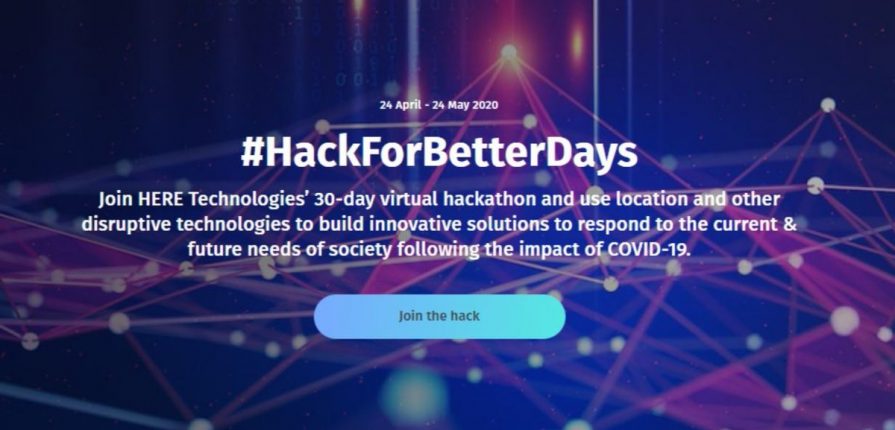 24 April - 24 May 2020
#HackForBetterDays
Join HERE Technologies’ 30-day virtual hackathon and use location and other
disruptive technologies to build innovative solutions to respond to the current &
future needs of society following the impact of COVID-19.
Join the hack